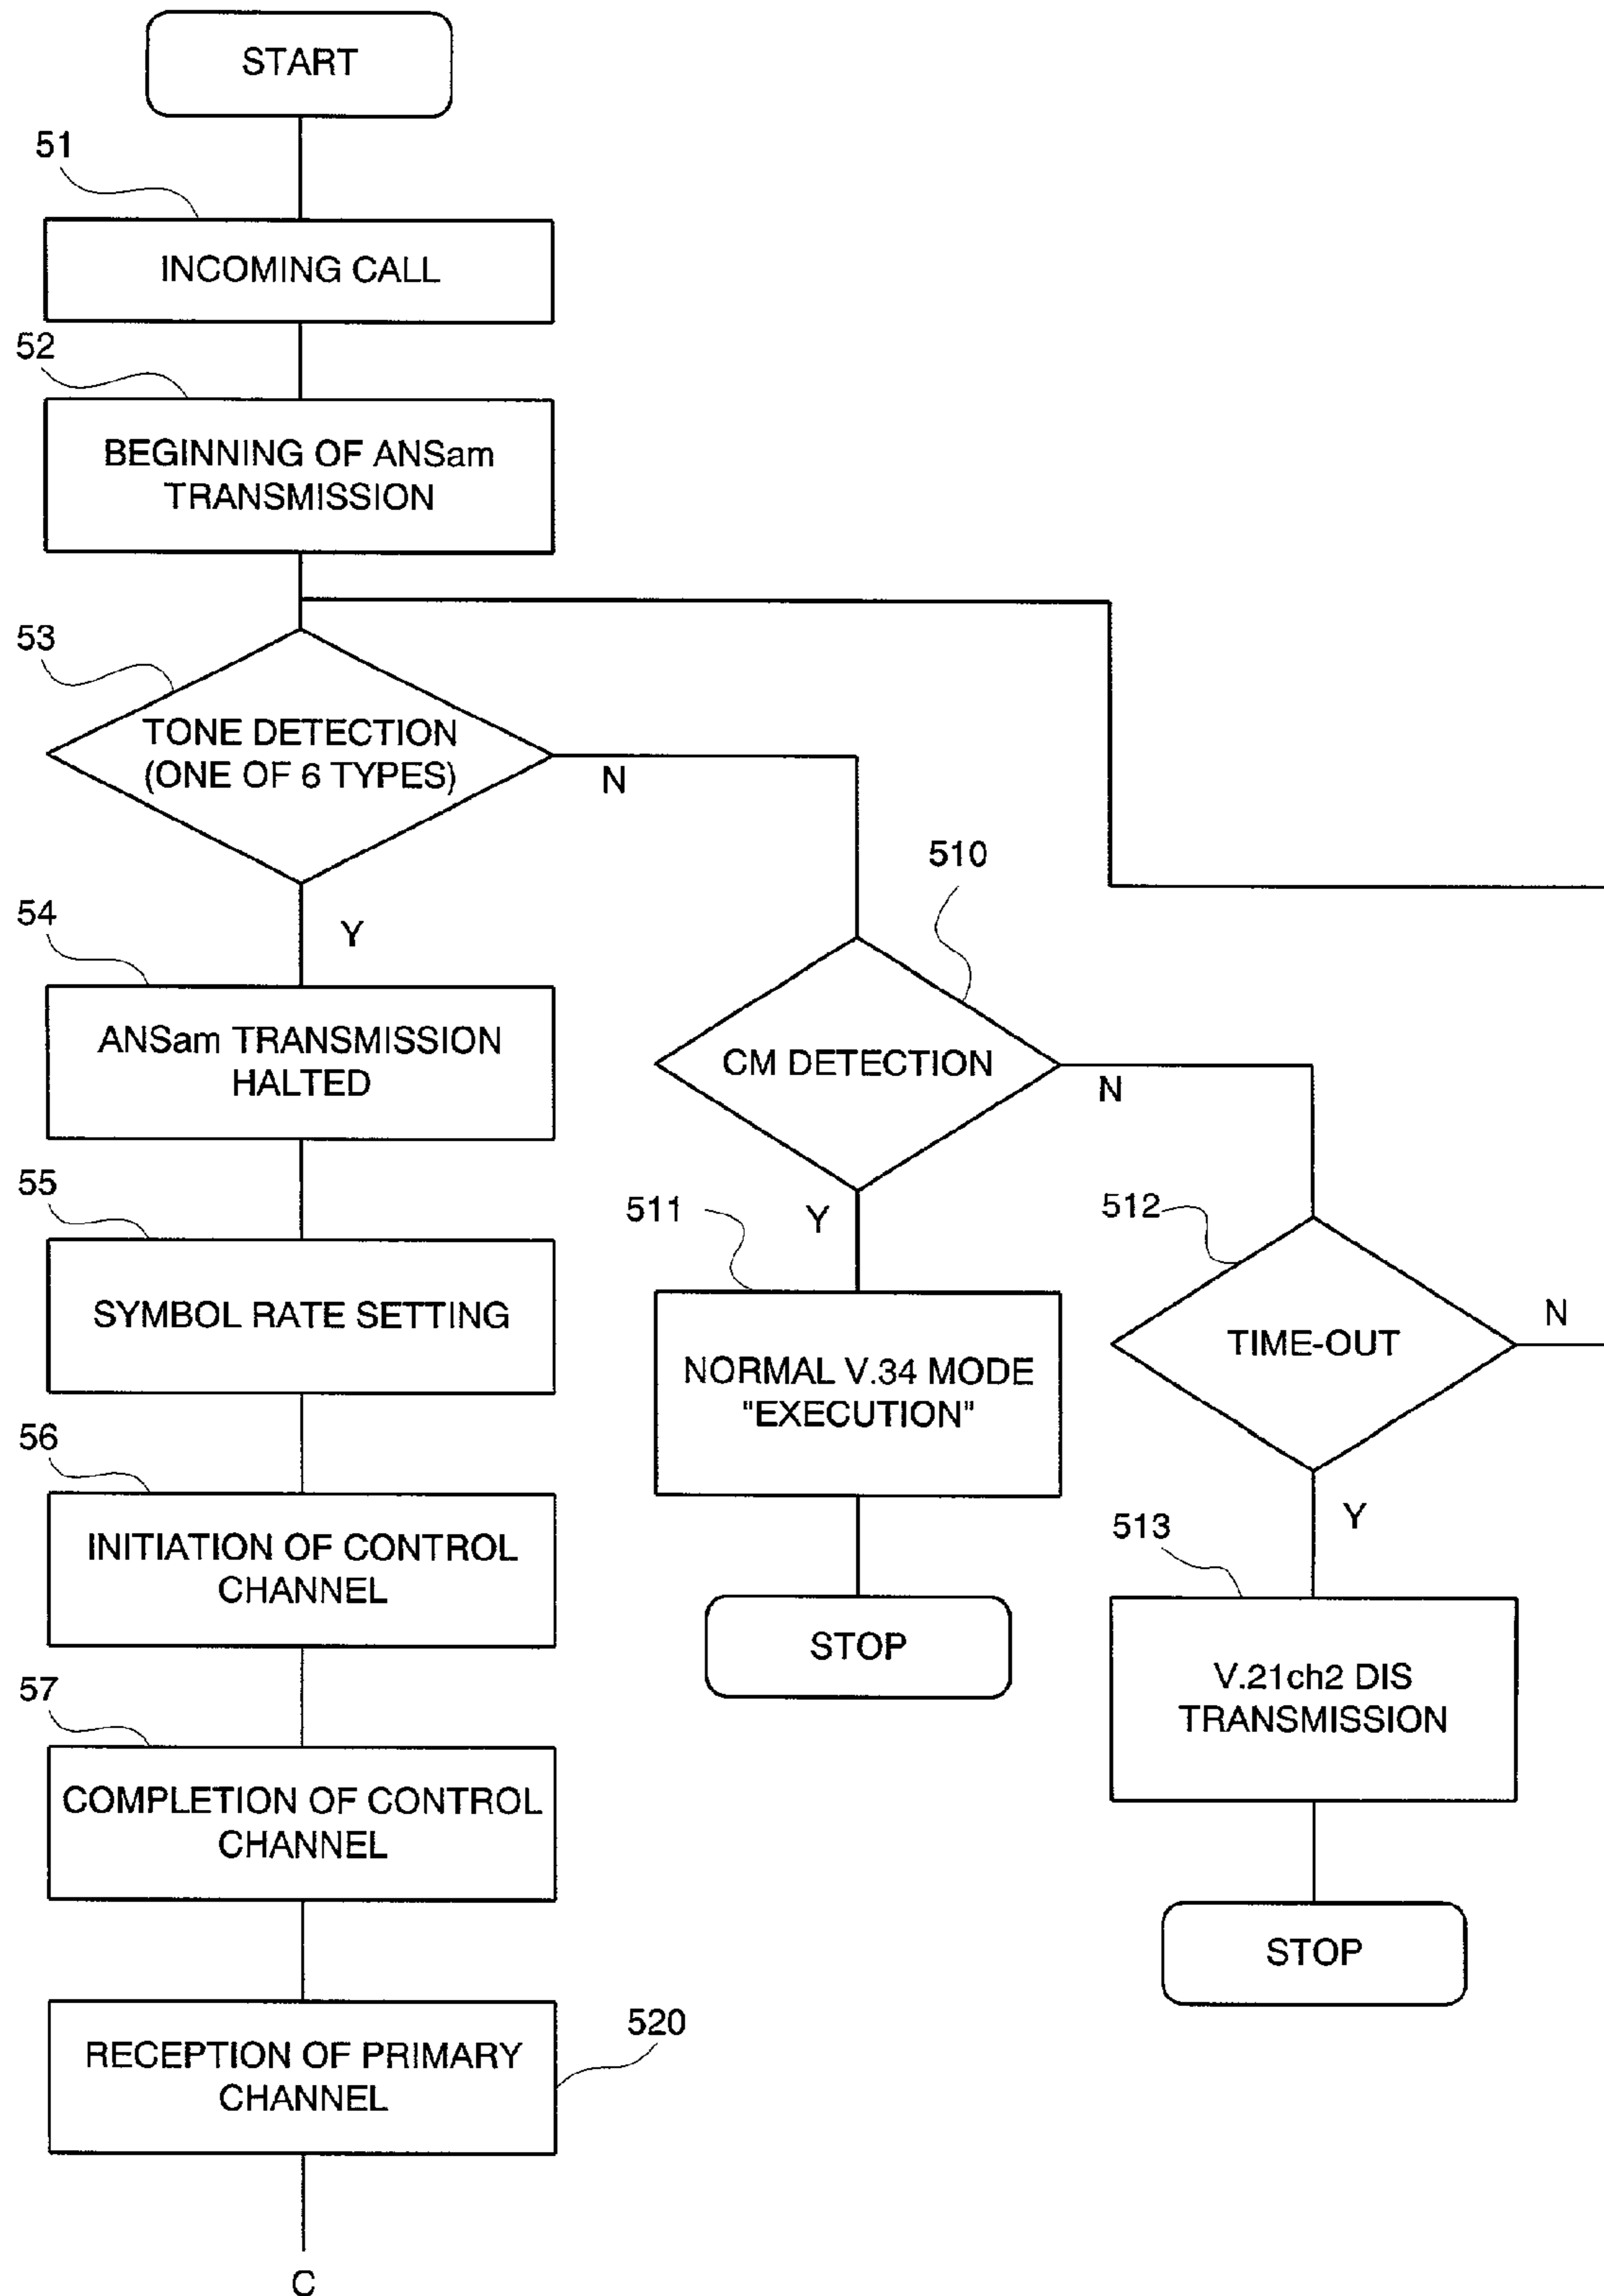 START
51
INCOMING CALL
52
BEGINNING OF ANSam
TRANSMISSION
53
TONE DETECTION
(ONE OF 6 TYPES)
N
Y
54
ANSam TRANSMISSION
HALTED
55
SYMBOL RATE SETTING
56
INITIATION OF CONTROL
CHANNEL
57
COMPLETION OF CONTROL
CHANNEL
520
RECEPTION OF PRIMARY
CHANNEL
C
510
CM DETECTION
N
Y
511
NORMAL V.34 MODE
"EXECUTION"
STOP
512
TIME-OUT
N
Y
513
V.21ch2 DIS
TRANSMISSION
STOP